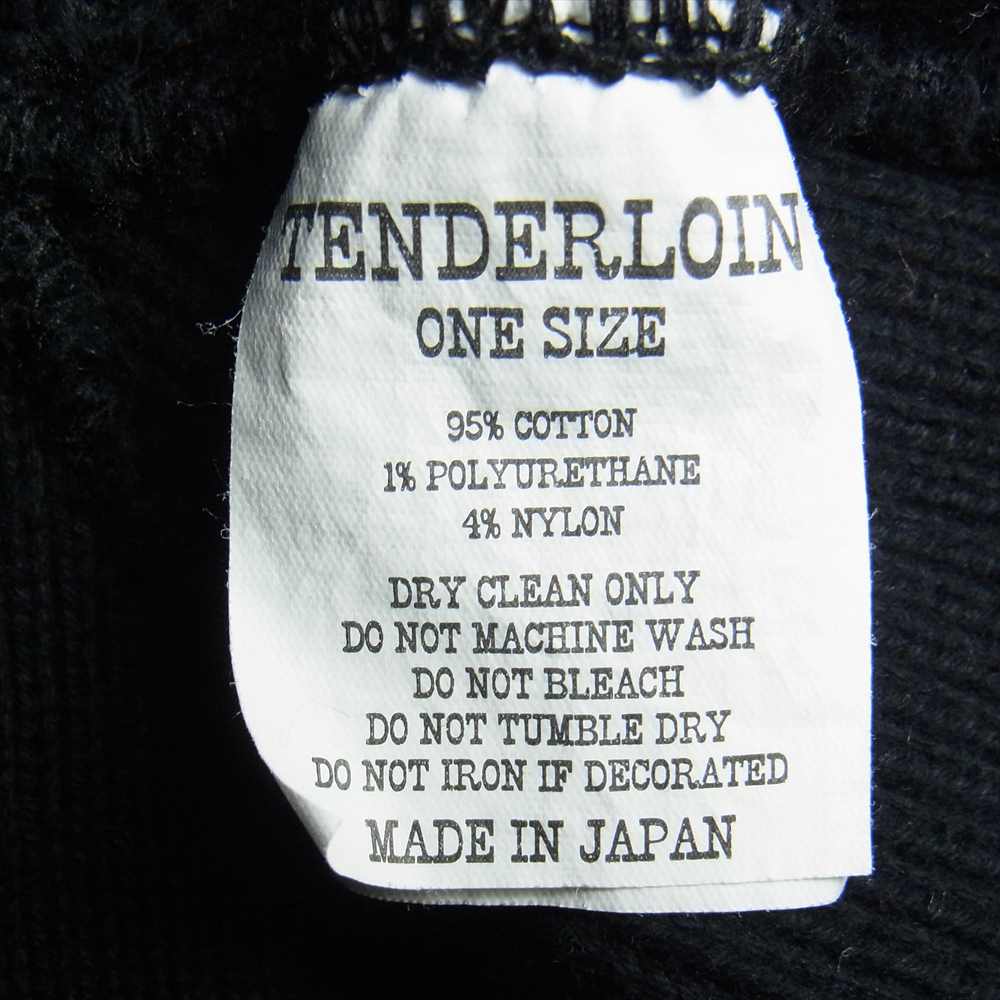 TENDERLOIN
ONE SIZE
95% COTTON
1% POLYURETHANE
4% NYLON
DRY CLEAN ONLY
DO NOT MACHINE WASH
DO NOT BLEACH
DO NOT TUMBLE DRY
DO NOT IRON IF DECORATED
MADE IN JAPAN